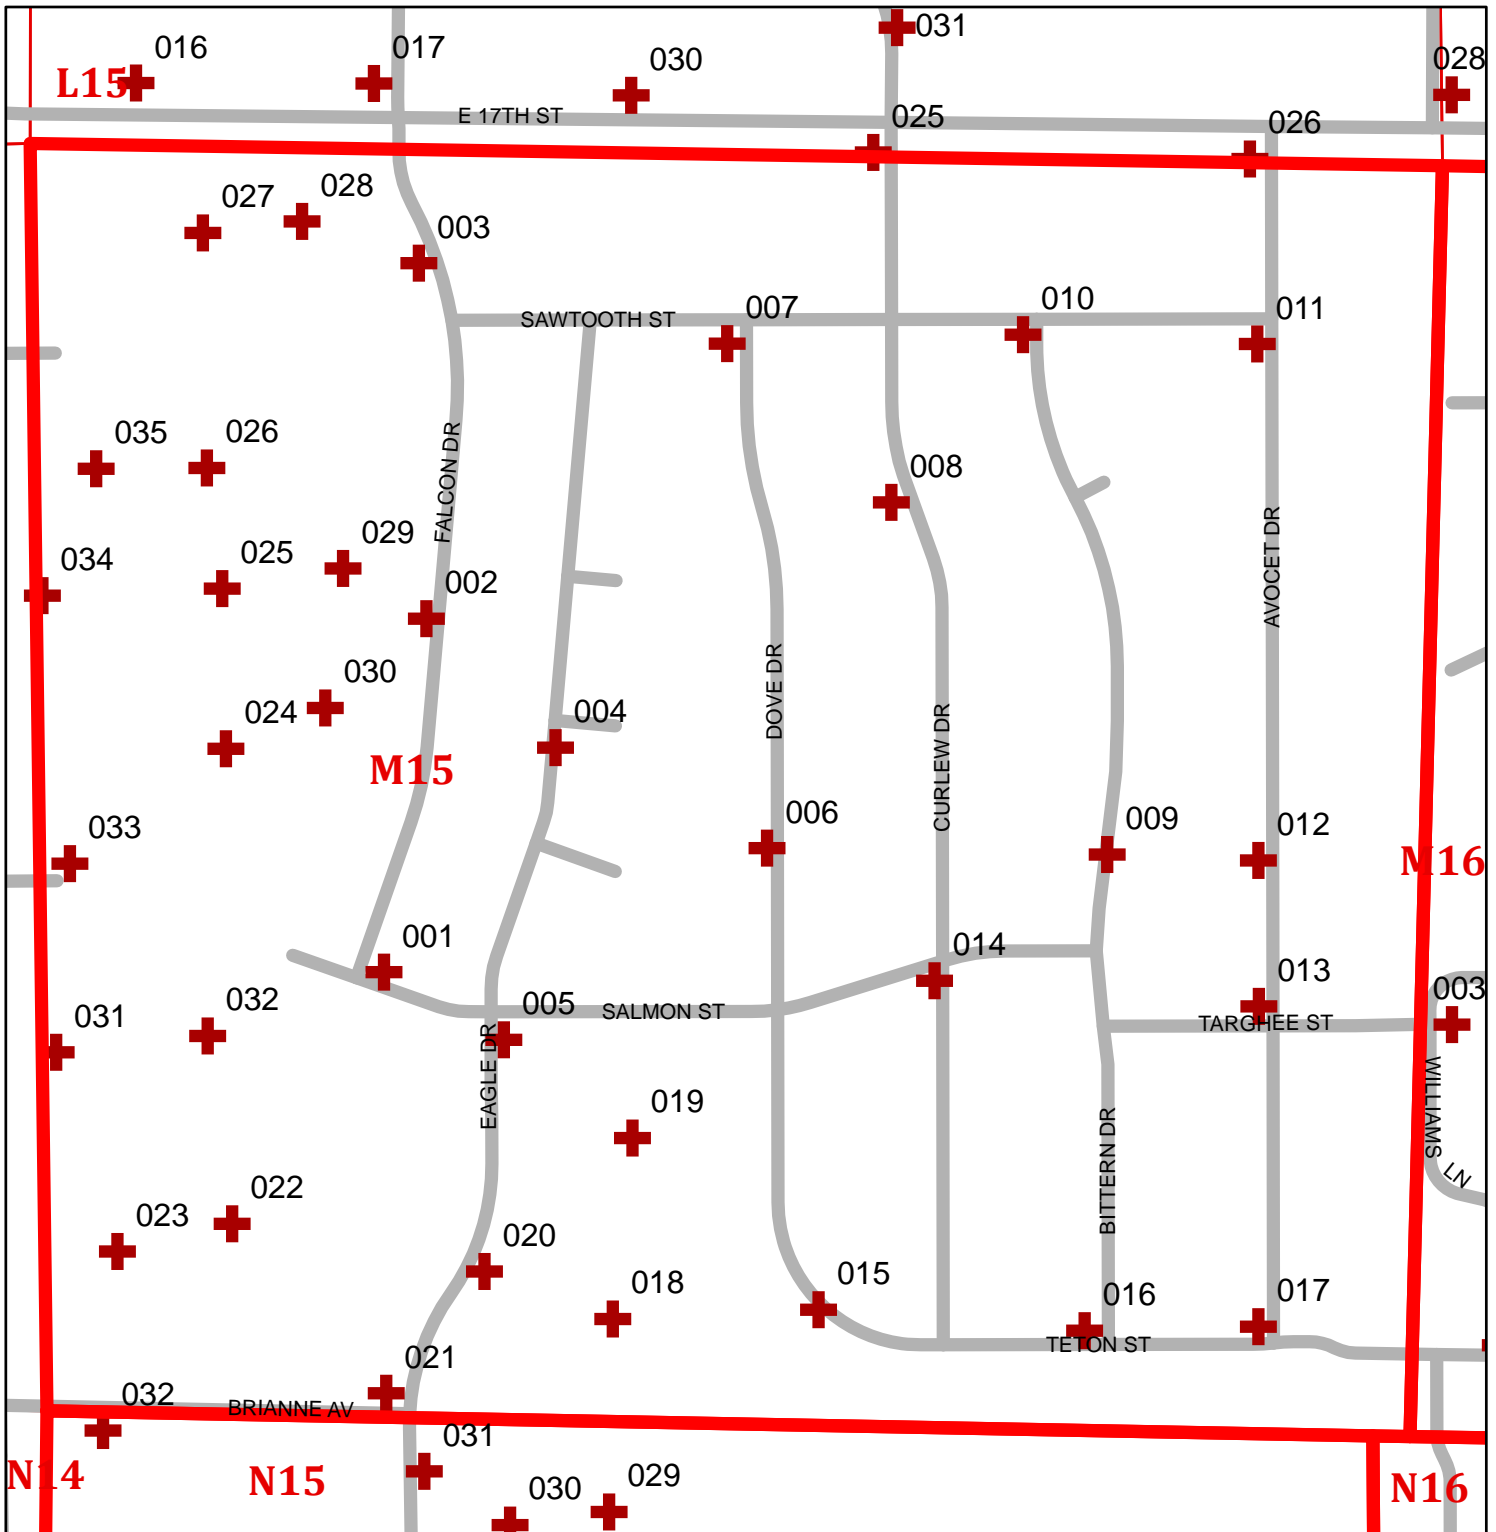 031
016
017
030
028
L15
E 17TH ST
025
026
027
028
003
007
010
011
SAWTOOTH ST
035
026
008
FALCON DR
029
025
034
002
AVOCET DR
030
024
004
DOVE DR
CURLEW DR
M15
006
009
012
033
M16
001
014
013
003
032
005
031
SALMON ST
TARGHEE ST
EAGLE DR
WILLIAMS
LN
019
BITTERN DR
022
023
020
018
015
016
017
TETON ST
021
032
BRIANNE AV
031
N14
N15
030
029
N16